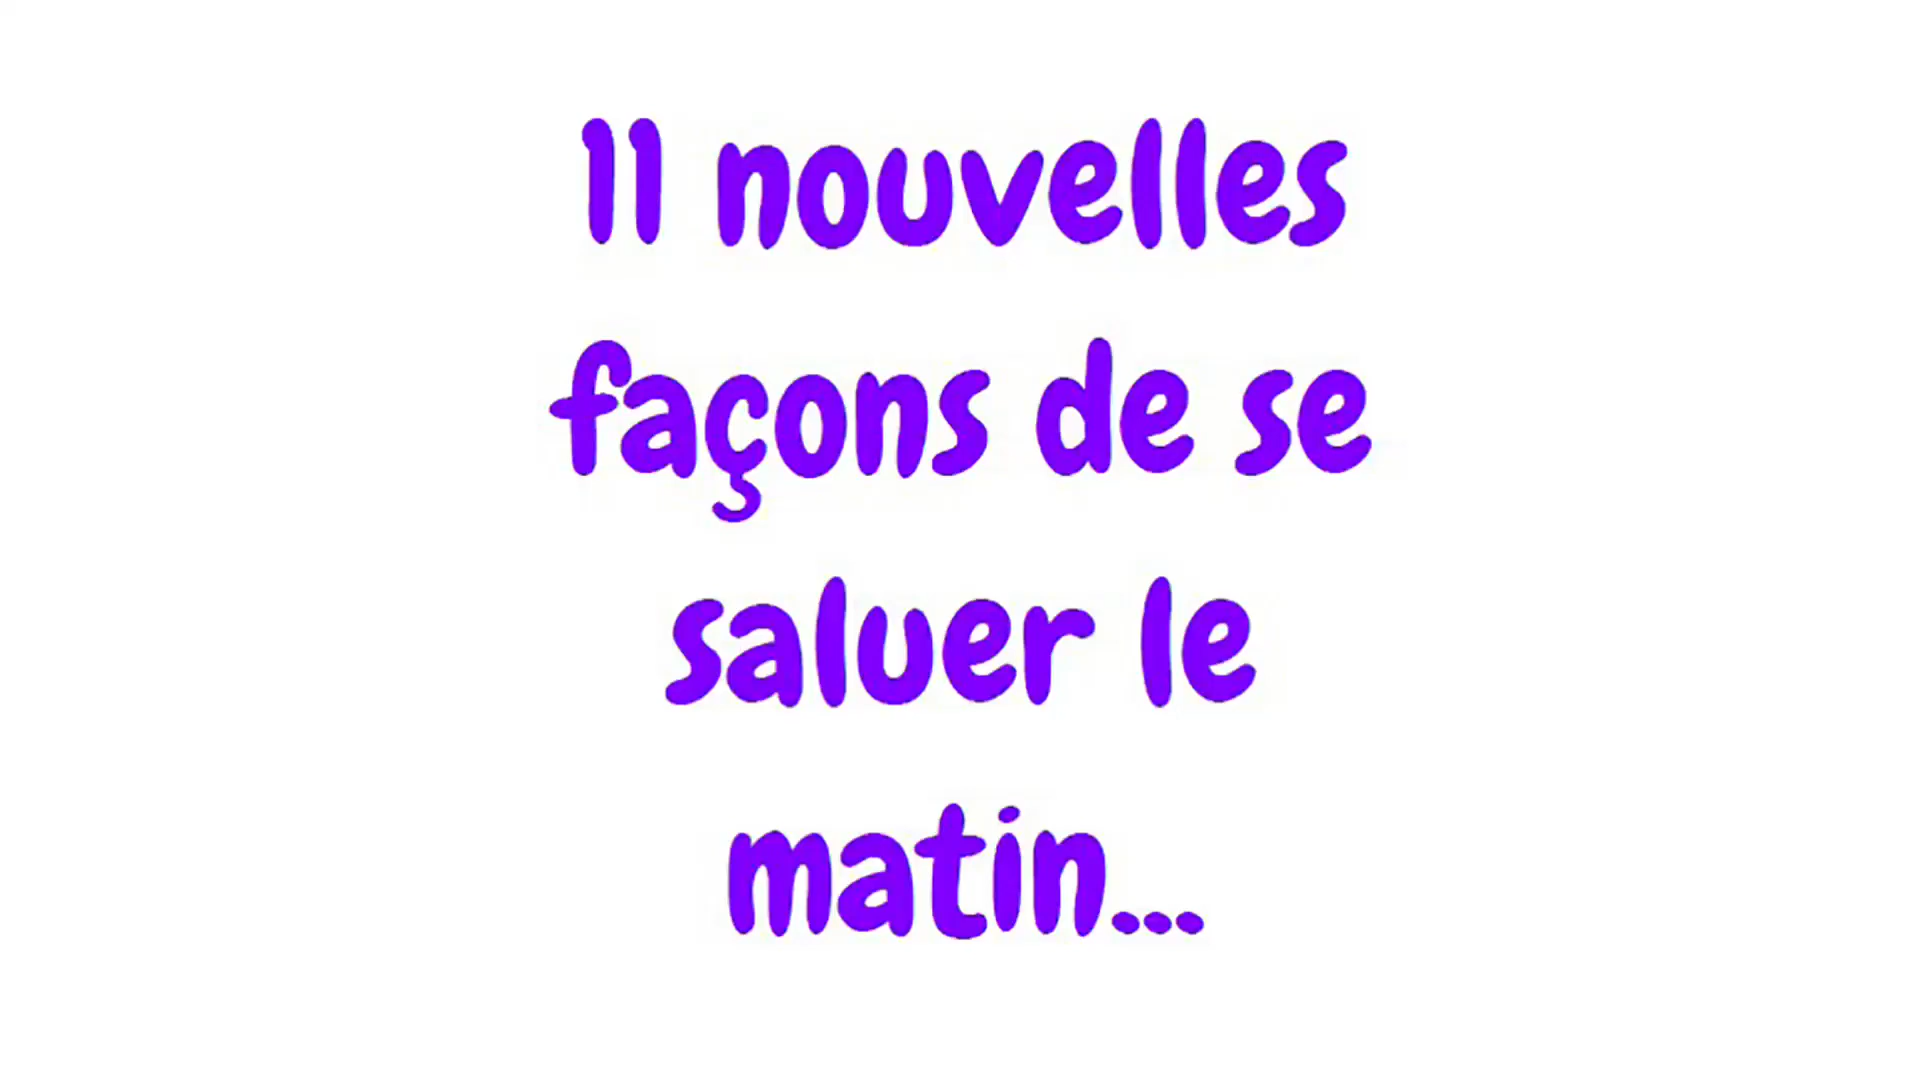 11 nouvelles
façons de se
saluer le
matin...